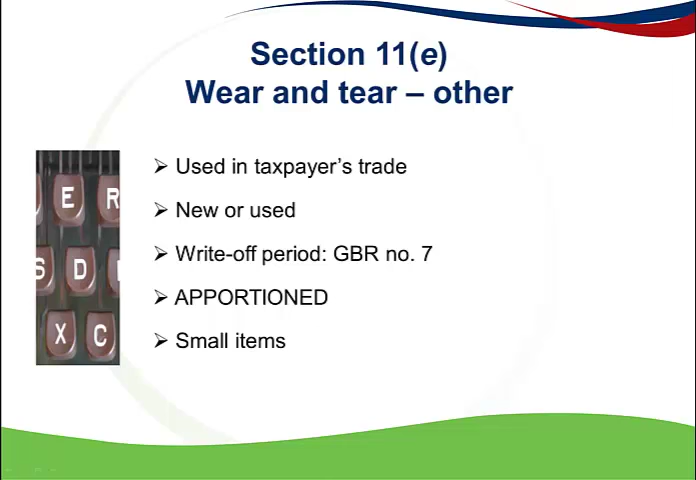 Section 11(e)
Wear and tear – other
➢ Used in taxpayer's trade
➢ New or used
➢ Write-off period: GBR no. 7
➢ APPORTIONED
➢ Small items
E R
S D
X C